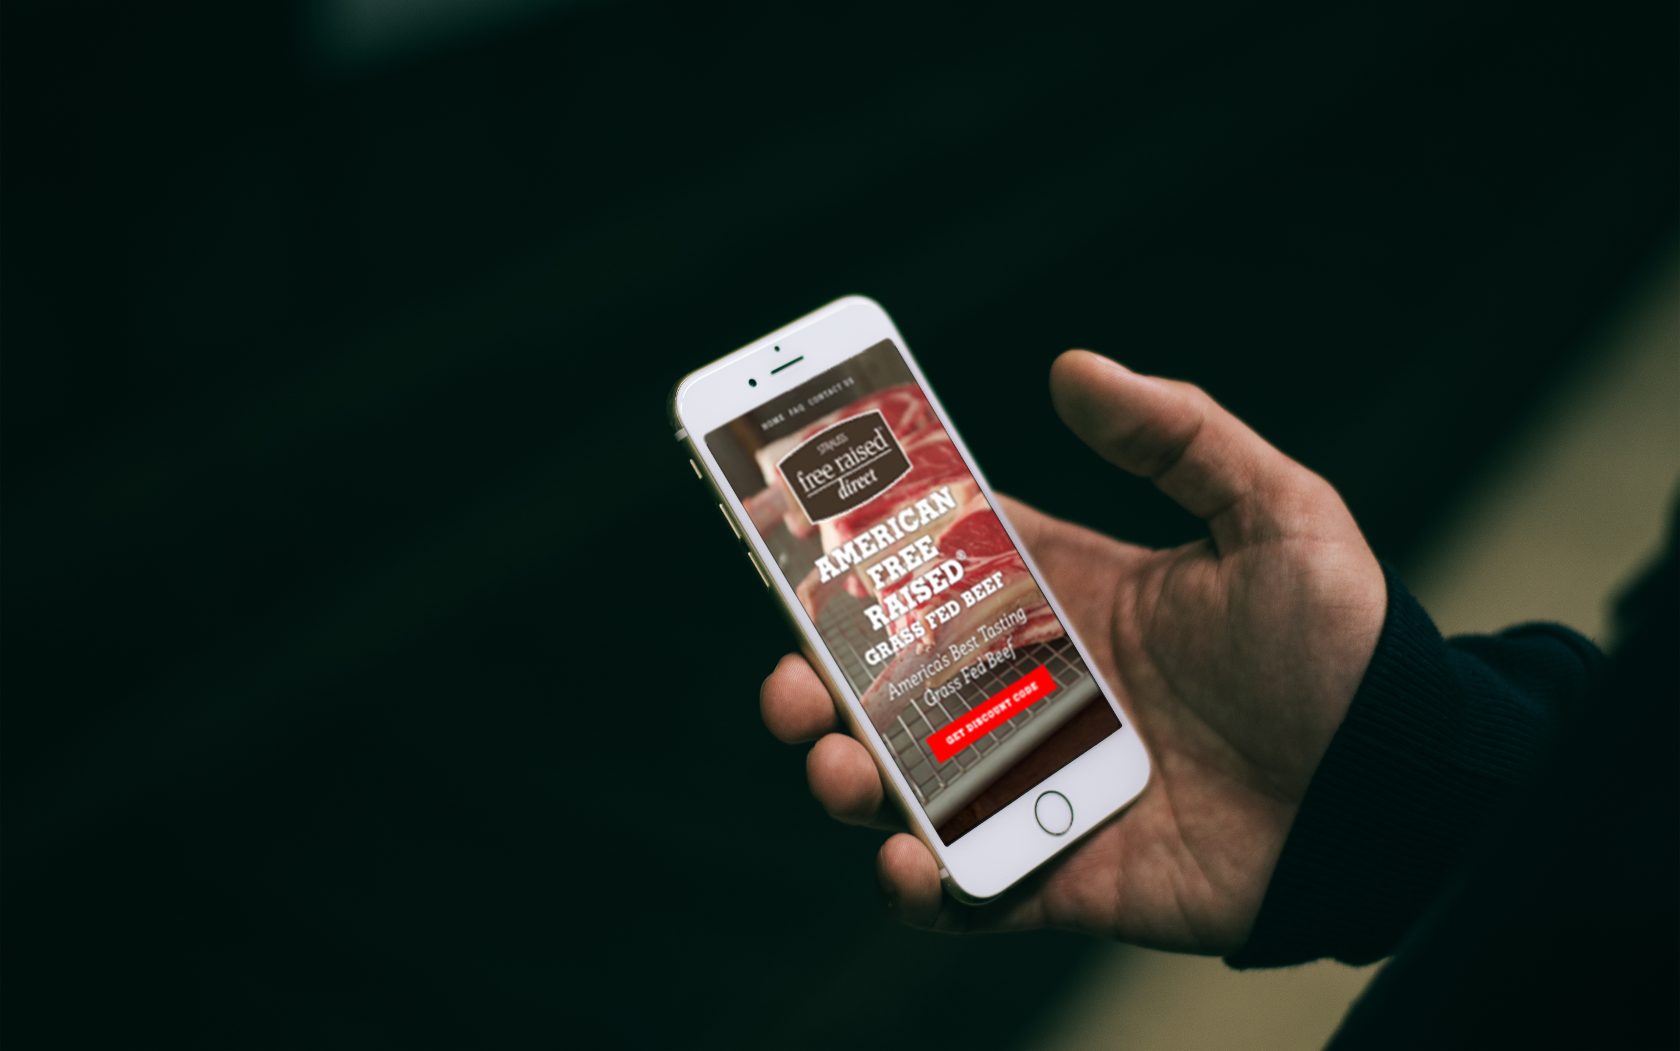 HOME FAQ CONTACT US
STRAUSS
free raised
direct
AMERICAN
FREE
RAISED®
GRASS FED BEEF
America's Best Tasting
Grass Fed Beef
GET DISCOUNT CODE